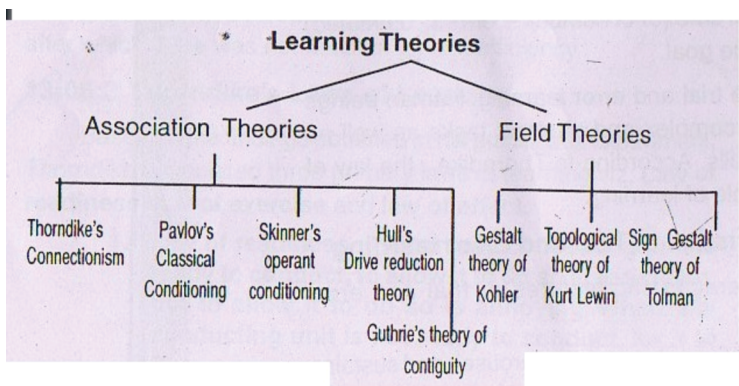 Learning Theories
Association Theories
Field Theories
Thorndike's
Connectionism
Pavlov's
Classical
Conditioning
Skinner's
operant
conditioning
Hull's
Drive reduction
theory
Guthrie's theory of
contiguity
Gestalt
theory of
Kohler
Topological
theory of
Kurt Lewin
Sign Gestalt
theory of
Tolman